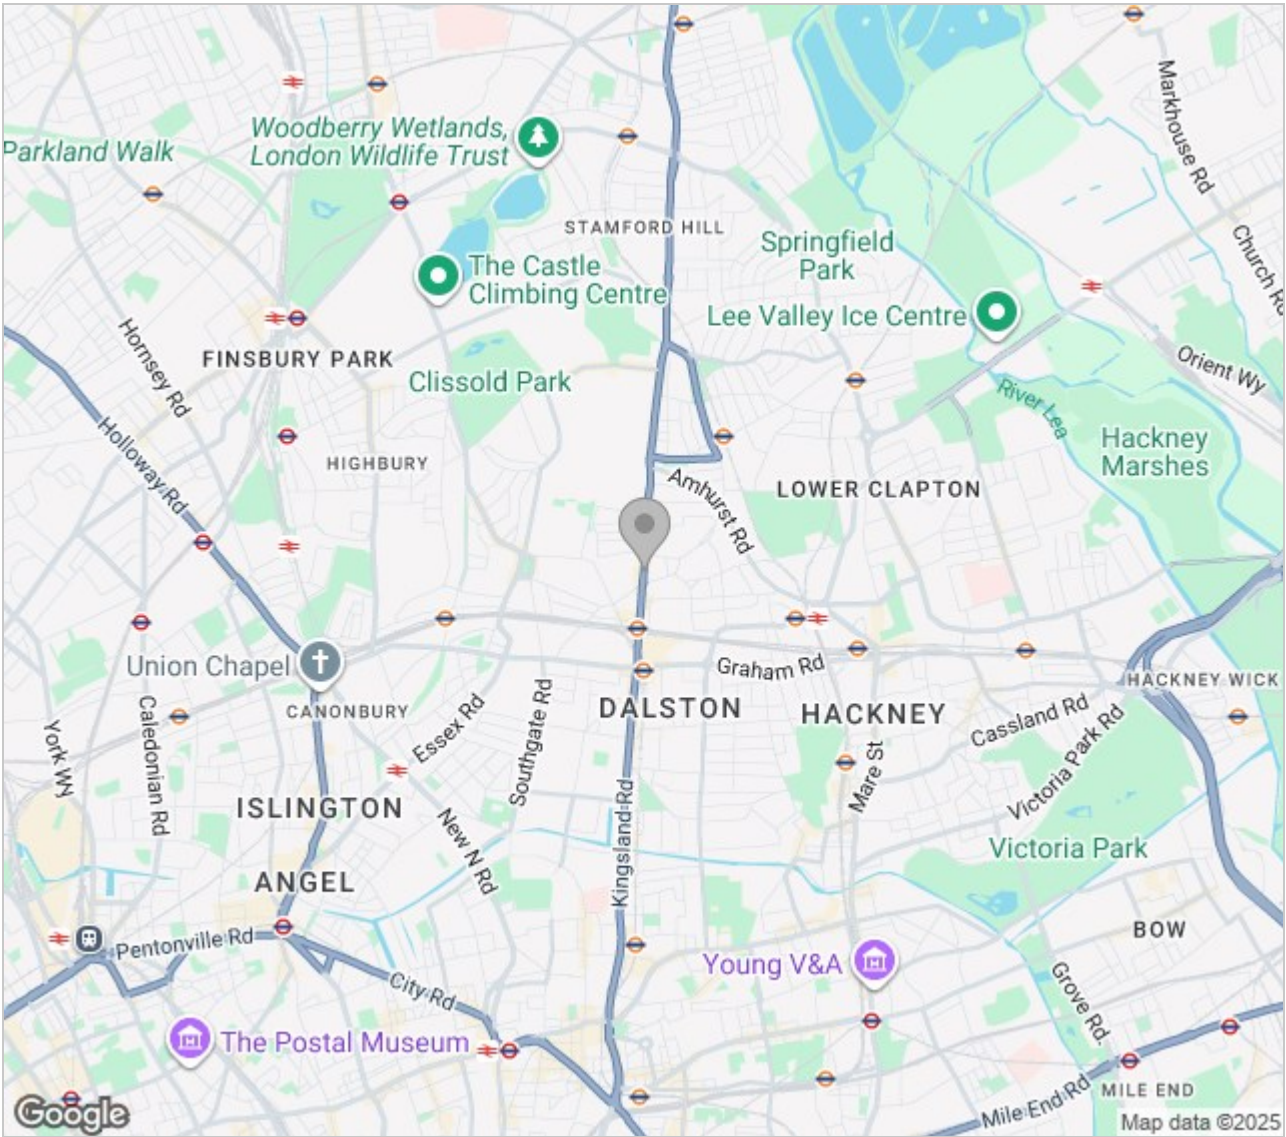 Markhouse Rd
Woodberry Wetlands,
London Wildlife Trust
Parkland Walk
STAMFORD HILL
Springfield
Park
Church Rd
The Castle
Climbing Centre
Lee Valley Ice Centre
Hornsey Rd
FINSBURY PARK
Clissold Park
Orient Wy
River Lea
Holloway Rd
Hackney
Marshes
HIGHBURY
Amhurst Rd
LOWER CLAPTON
Union Chapel
Graham Rd
HACKNEY WICK
CANONBURY
Essex Rd
Southgate Rd
DALSTON
HACKNEY
Cassland Rd
Victoria Park Rd
York Wy
Caledonian Rd
Mare St
ISLINGTON
New N Rd
Kingsland Rd
Victoria Park
ANGEL
BOW
Pentonville Rd
City Rd
Young V&A
Grove Rd.
The Postal Museum
Mile End Rd
MILE END
Google
Map data ©2025